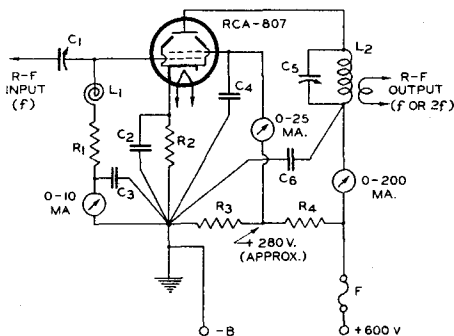 RCA-807
C1
R-F
INPUT
(f)
L1
C4
L2
C5
R-F
OUTPUT
(f OR 2f)
R1
C2
R2
0-25
MA.
C3
C6
0-10
MA
0-200
MA.
R3
R4
+280 V.
(APPROX.)
F
-B
+600 V